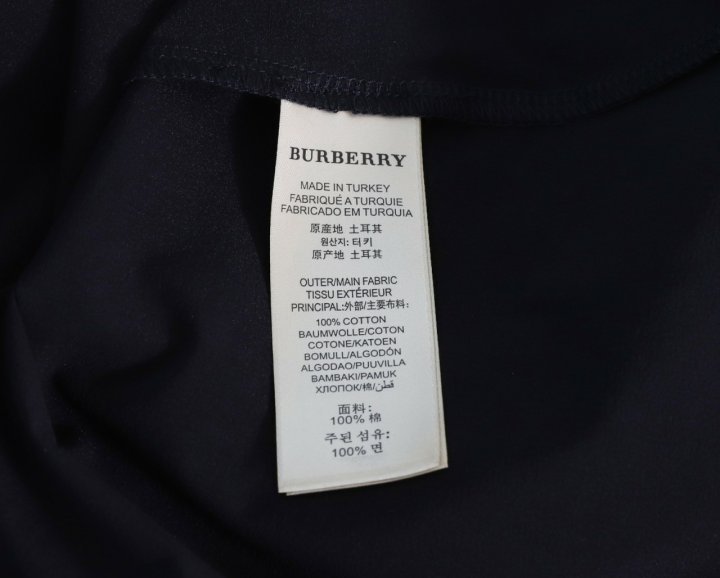 BURBERRY
MADE IN TURKEY
FABRIQUÉ A TURQUIE
FABRICADO EM TURQUIA
原産地 土耳其
원산지: 터키
原产地 土耳其
OUTER/MAIN FABRIC
TISSU EXTÉRIEUR
PRINCIPAL:外部/主要布料:
100% COTTON
BAUMWOLLE/COTON
COTONE/KATOEN
BOMULL/ALGODÓN
ALGODAO/PUUVILLA
BAMBAKI/PAMUK
ХЛОПОК/棉/قطن
面料:
100% 棉
주된 섬유:
100% 면